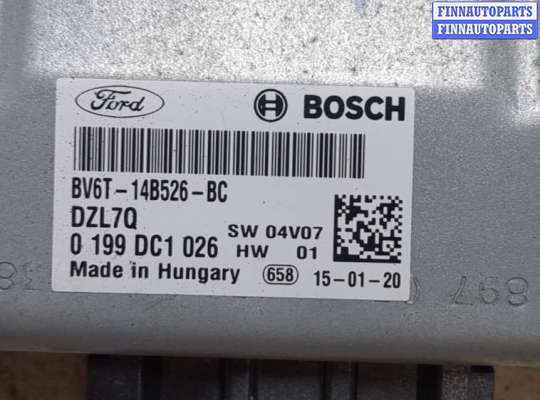 FINNAUTOPARTS
FINNAUTOPARTS
Ford
BOSCH
BV6T-14B526-BC
DZL7Q
SW 04V07
0 199 DC1 026
HW 01
Made in Hungary
658
15-01-20
897